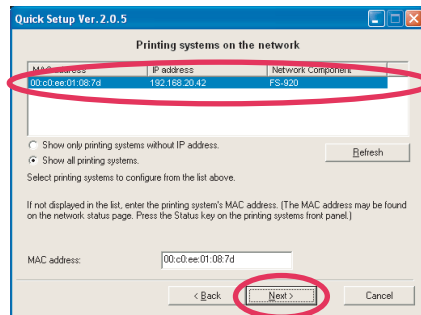 Quick Setup Ver. 2.0.5
Printing systems on the network
MAC address IP address Network Component
00:c0:ee:01:08:7d 192.168.20.42 FS-920
Show only printing systems without IP address.
Show all printing systems.
Refresh
Select printing systems to configure from the list above.
If not displayed in the list, enter the printing system's MAC address. (The MAC address may be found
on the network status page. Press the Status key on the printing systems front panel.)
MAC address: 00:c0:ee:01:08:7d
< Back Next > Cancel